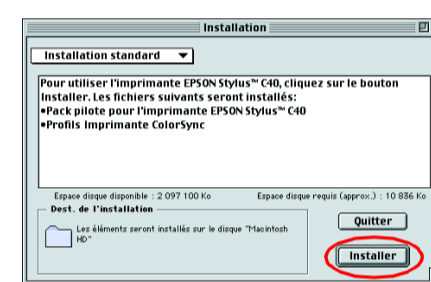 Installation
Installation standard
Pour utiliser l'imprimante EPSON Stylus™ C40, cliquez sur le bouton
Installer. Les fichiers suivants seront installés:
•Pack pilote pour l'imprimante EPSON Stylus™ C40
•Profils Imprimante ColorSync
Espace disque disponible : 2 097 100 Ko Espace disque requis (approx.) : 10 836 Ko
Dest. de l'installation
Les éléments seront installés sur le disque "Macintosh
HD"
Quitter
Installer